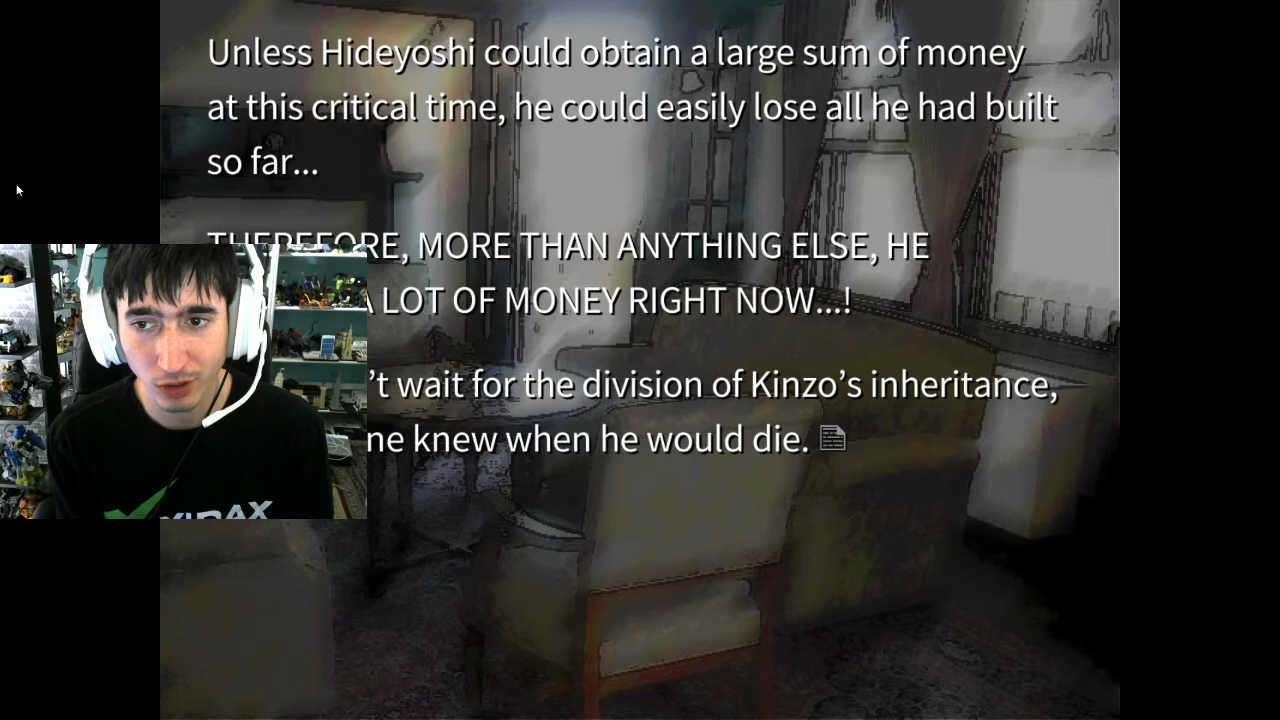 Unless Hideyoshi could obtain a large sum of money
at this critical time, he could easily lose all he had built
so far...
THEREFORE, MORE THAN ANYTHING ELSE, HE
A LOT OF MONEY RIGHT NOW...!
’t wait for the division of Kinzo’s inheritance,
ne knew when he would die.